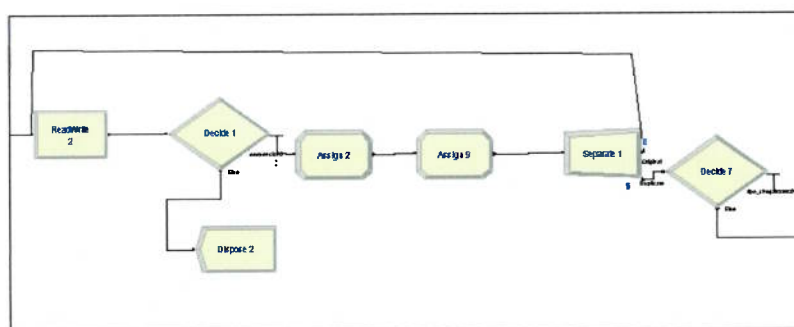 ReadWrite
2
Decide 1
Else
Assign 2
Assign 9
Separate 1
Original
Duplicate
Decide 7
Else
Dispose 2